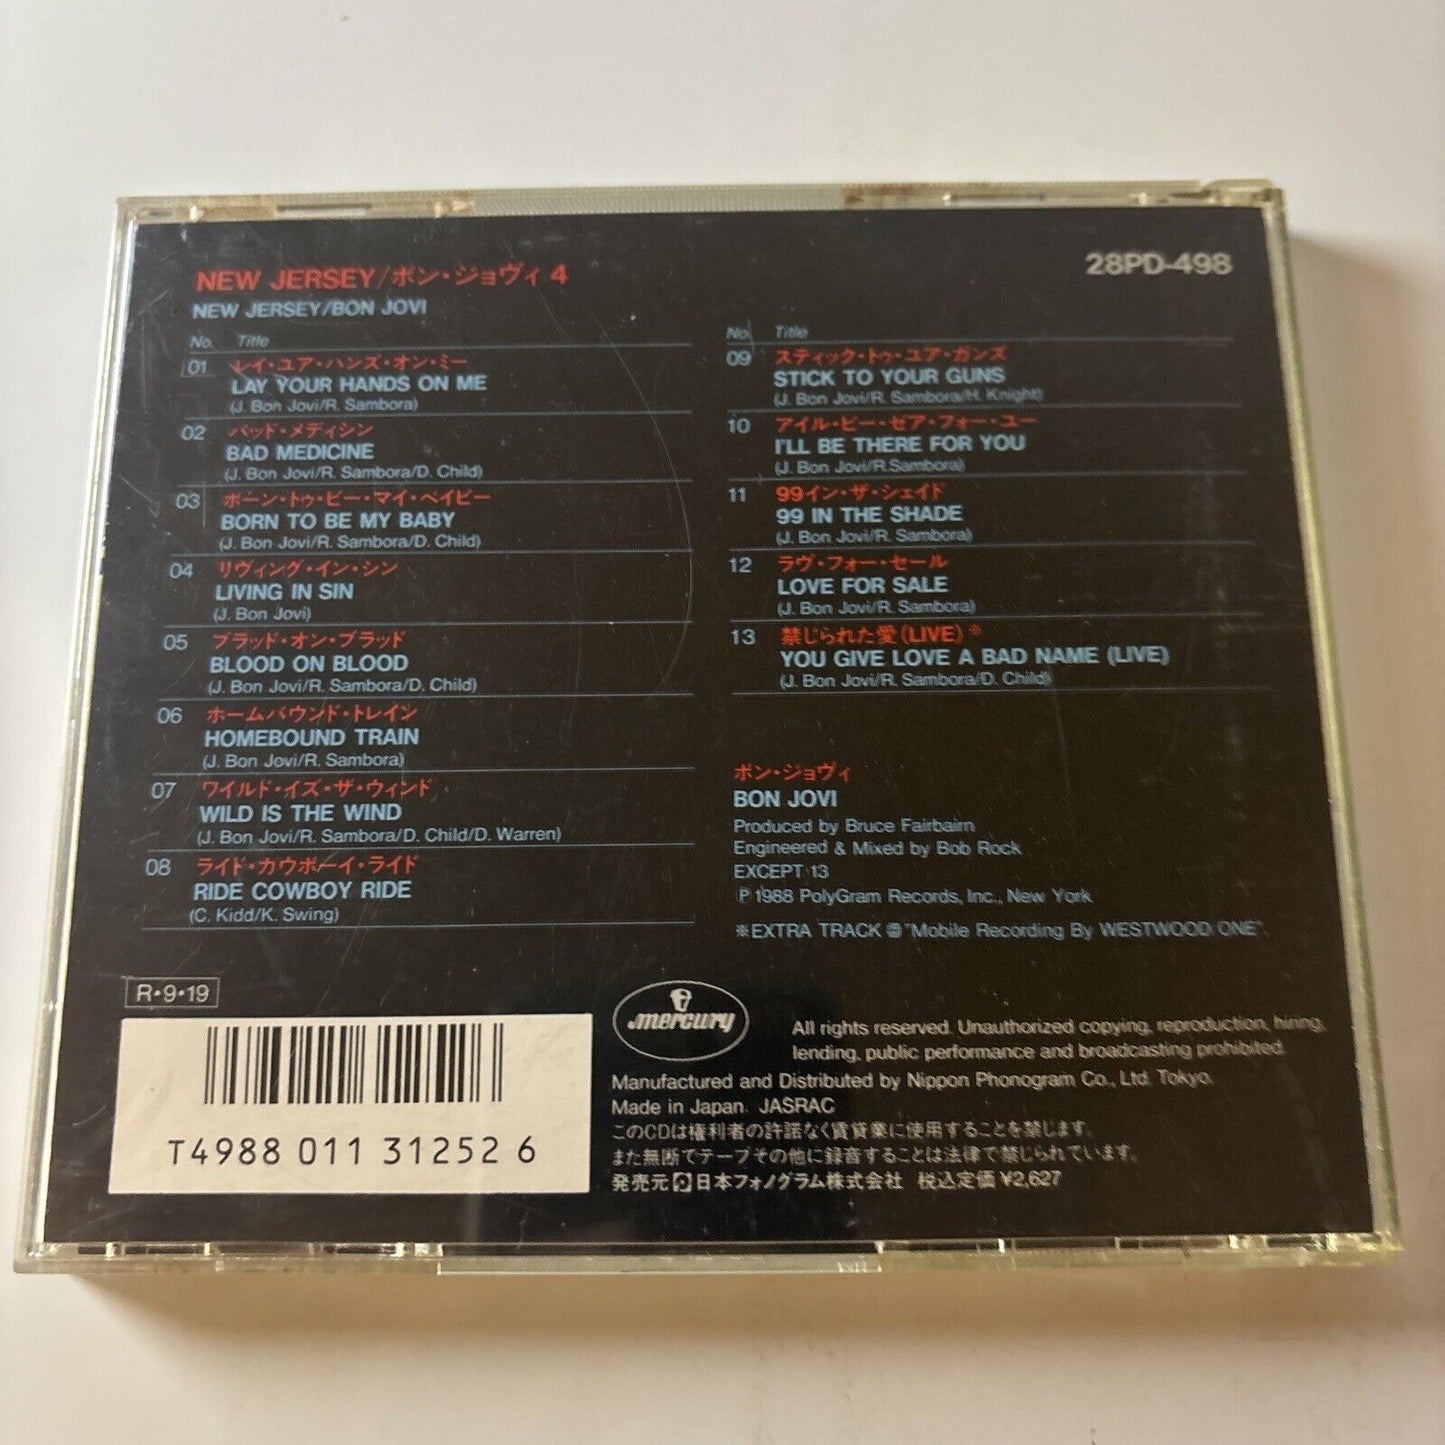 NEW JERSEY/ボン・ジョヴィ 4
28PD-498
NEW JERSEY/BON JOVI
No. Title
01 レイ・ユア・ハンズ・オン・ミー
LAY YOUR HANDS ON ME
(J. Bon Jovi/R. Sambora)
02 バッド・メディシン
BAD MEDICINE
(J. Bon Jovi/R. Sambora/D. Child)
03 ボーン・トゥ・ビー・マイ・ベイビー
BORN TO BE MY BABY
(J. Bon Jovi/R. Sambora/D. Child)
04 リヴィング・イン・シン
LIVING IN SIN
(J. Bon Jovi)
05 ブラッド・オン・ブラッド
BLOOD ON BLOOD
(J. Bon Jovi/R. Sambora/D. Child)
06 ホームバウンド・トレイン
HOMEBOUND TRAIN
(J. Bon Jovi/R. Sambora)
07 ワイルド・イズ・ザ・ウィンド
WILD IS THE WIND
(J. Bon Jovi/R. Sambora/D. Child/D. Warren)
08 ライド・カウボーイ・ライド
RIDE COWBOY RIDE
(C. Kidd/K. Swing)
No. Title
09 スティック・トゥ・ユア・ガンズ
STICK TO YOUR GUNS
(J. Bon Jovi/R. Sambora/H. Knight)
10 アイル・ビー・ゼア・フォー・ユー
I'LL BE THERE FOR YOU
(J. Bon Jovi/R.Sambora)
11 99イン・ザ・シェイド
99 IN THE SHADE
(J. Bon Jovi/R. Sambora)
12 ラヴ・フォー・セール
LOVE FOR SALE
(J. Bon Jovi/R. Sambora)
13 禁じられた愛(LIVE)※
YOU GIVE LOVE A BAD NAME (LIVE)
(J. Bon Jovi/R. Sambora/D. Child)
ボン・ジョヴィ
BON JOVI
Produced by Bruce Fairbairn
Engineered & Mixed by Bob Rock
EXCEPT 13
Ⓟ 1988 PolyGram Records, Inc., New York
※EXTRA TRACK ⑬ "Mobile Recording By WESTWOOD ONE".
R・9・19
T4988 011 31252 6
mercury
All rights reserved. Unauthorized copying, reproduction, hiring,
lending, public performance and broadcasting prohibited.
Manufactured and Distributed by Nippon Phonogram Co., Ltd. Tokyo.
Made in Japan. JASRAC
このCDは権利者の許諾なく賃貸業に使用することを禁じます。
また無断でテープその他に録音することは法律で禁じられています。
発売元 日本フォノグラム株式会社 税込定価 ¥2,627